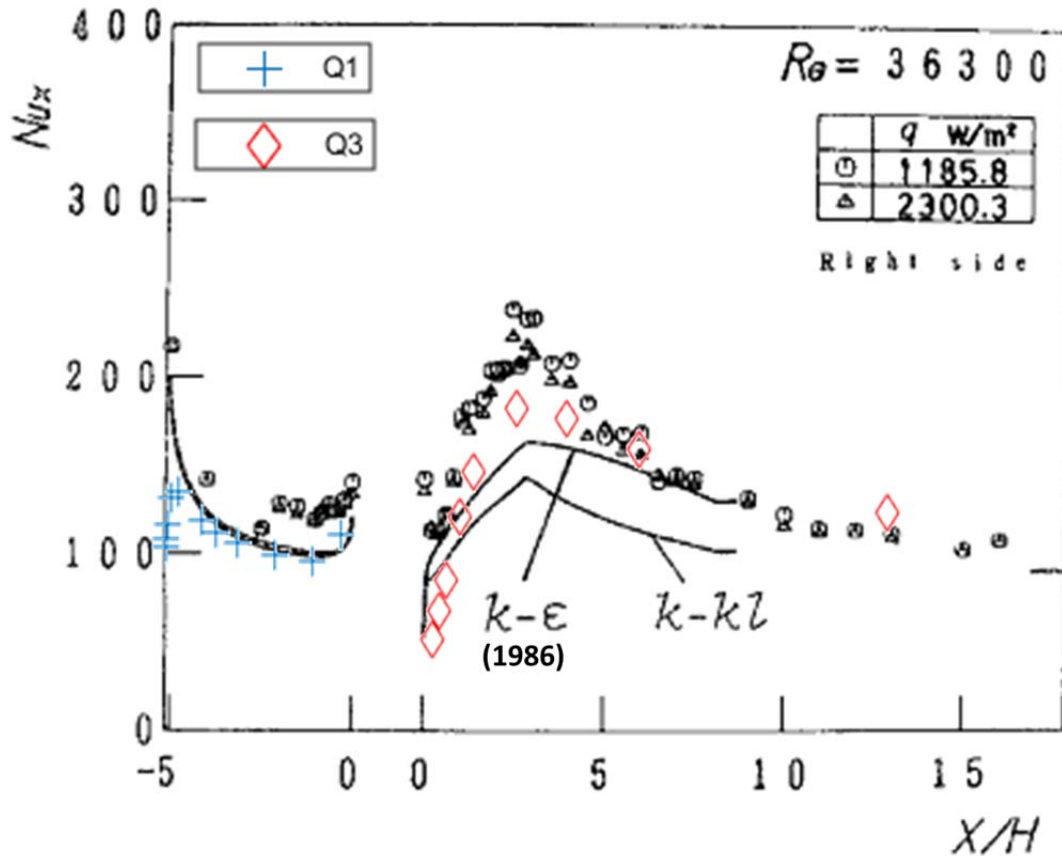 400
Nux
Q1
Q3
Re = 36300
q W/m²
1185.8
2300.3
Right side
300
200
100
k-ε
(1986)
k-kl
0
-5 0 0 5 10 15
X/H